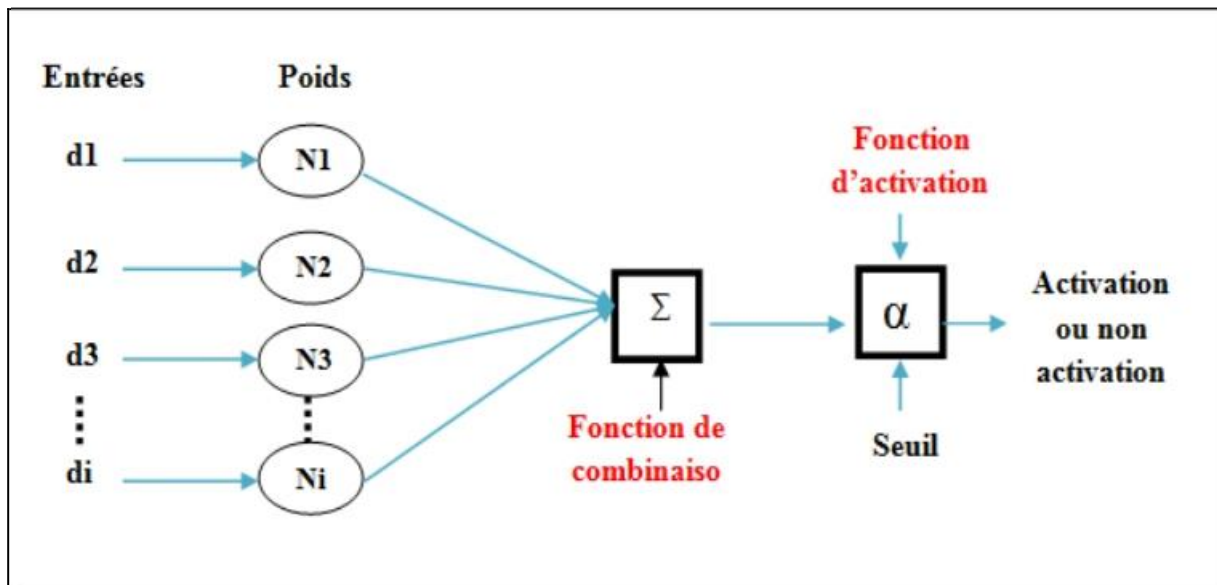 Entrées
Poids
d1
N1
d2
N2
d3
N3
di
Ni
Σ
Fonction de
combinaiso
Fonction
d'activation
α
Seuil
Activation
ou non
activation